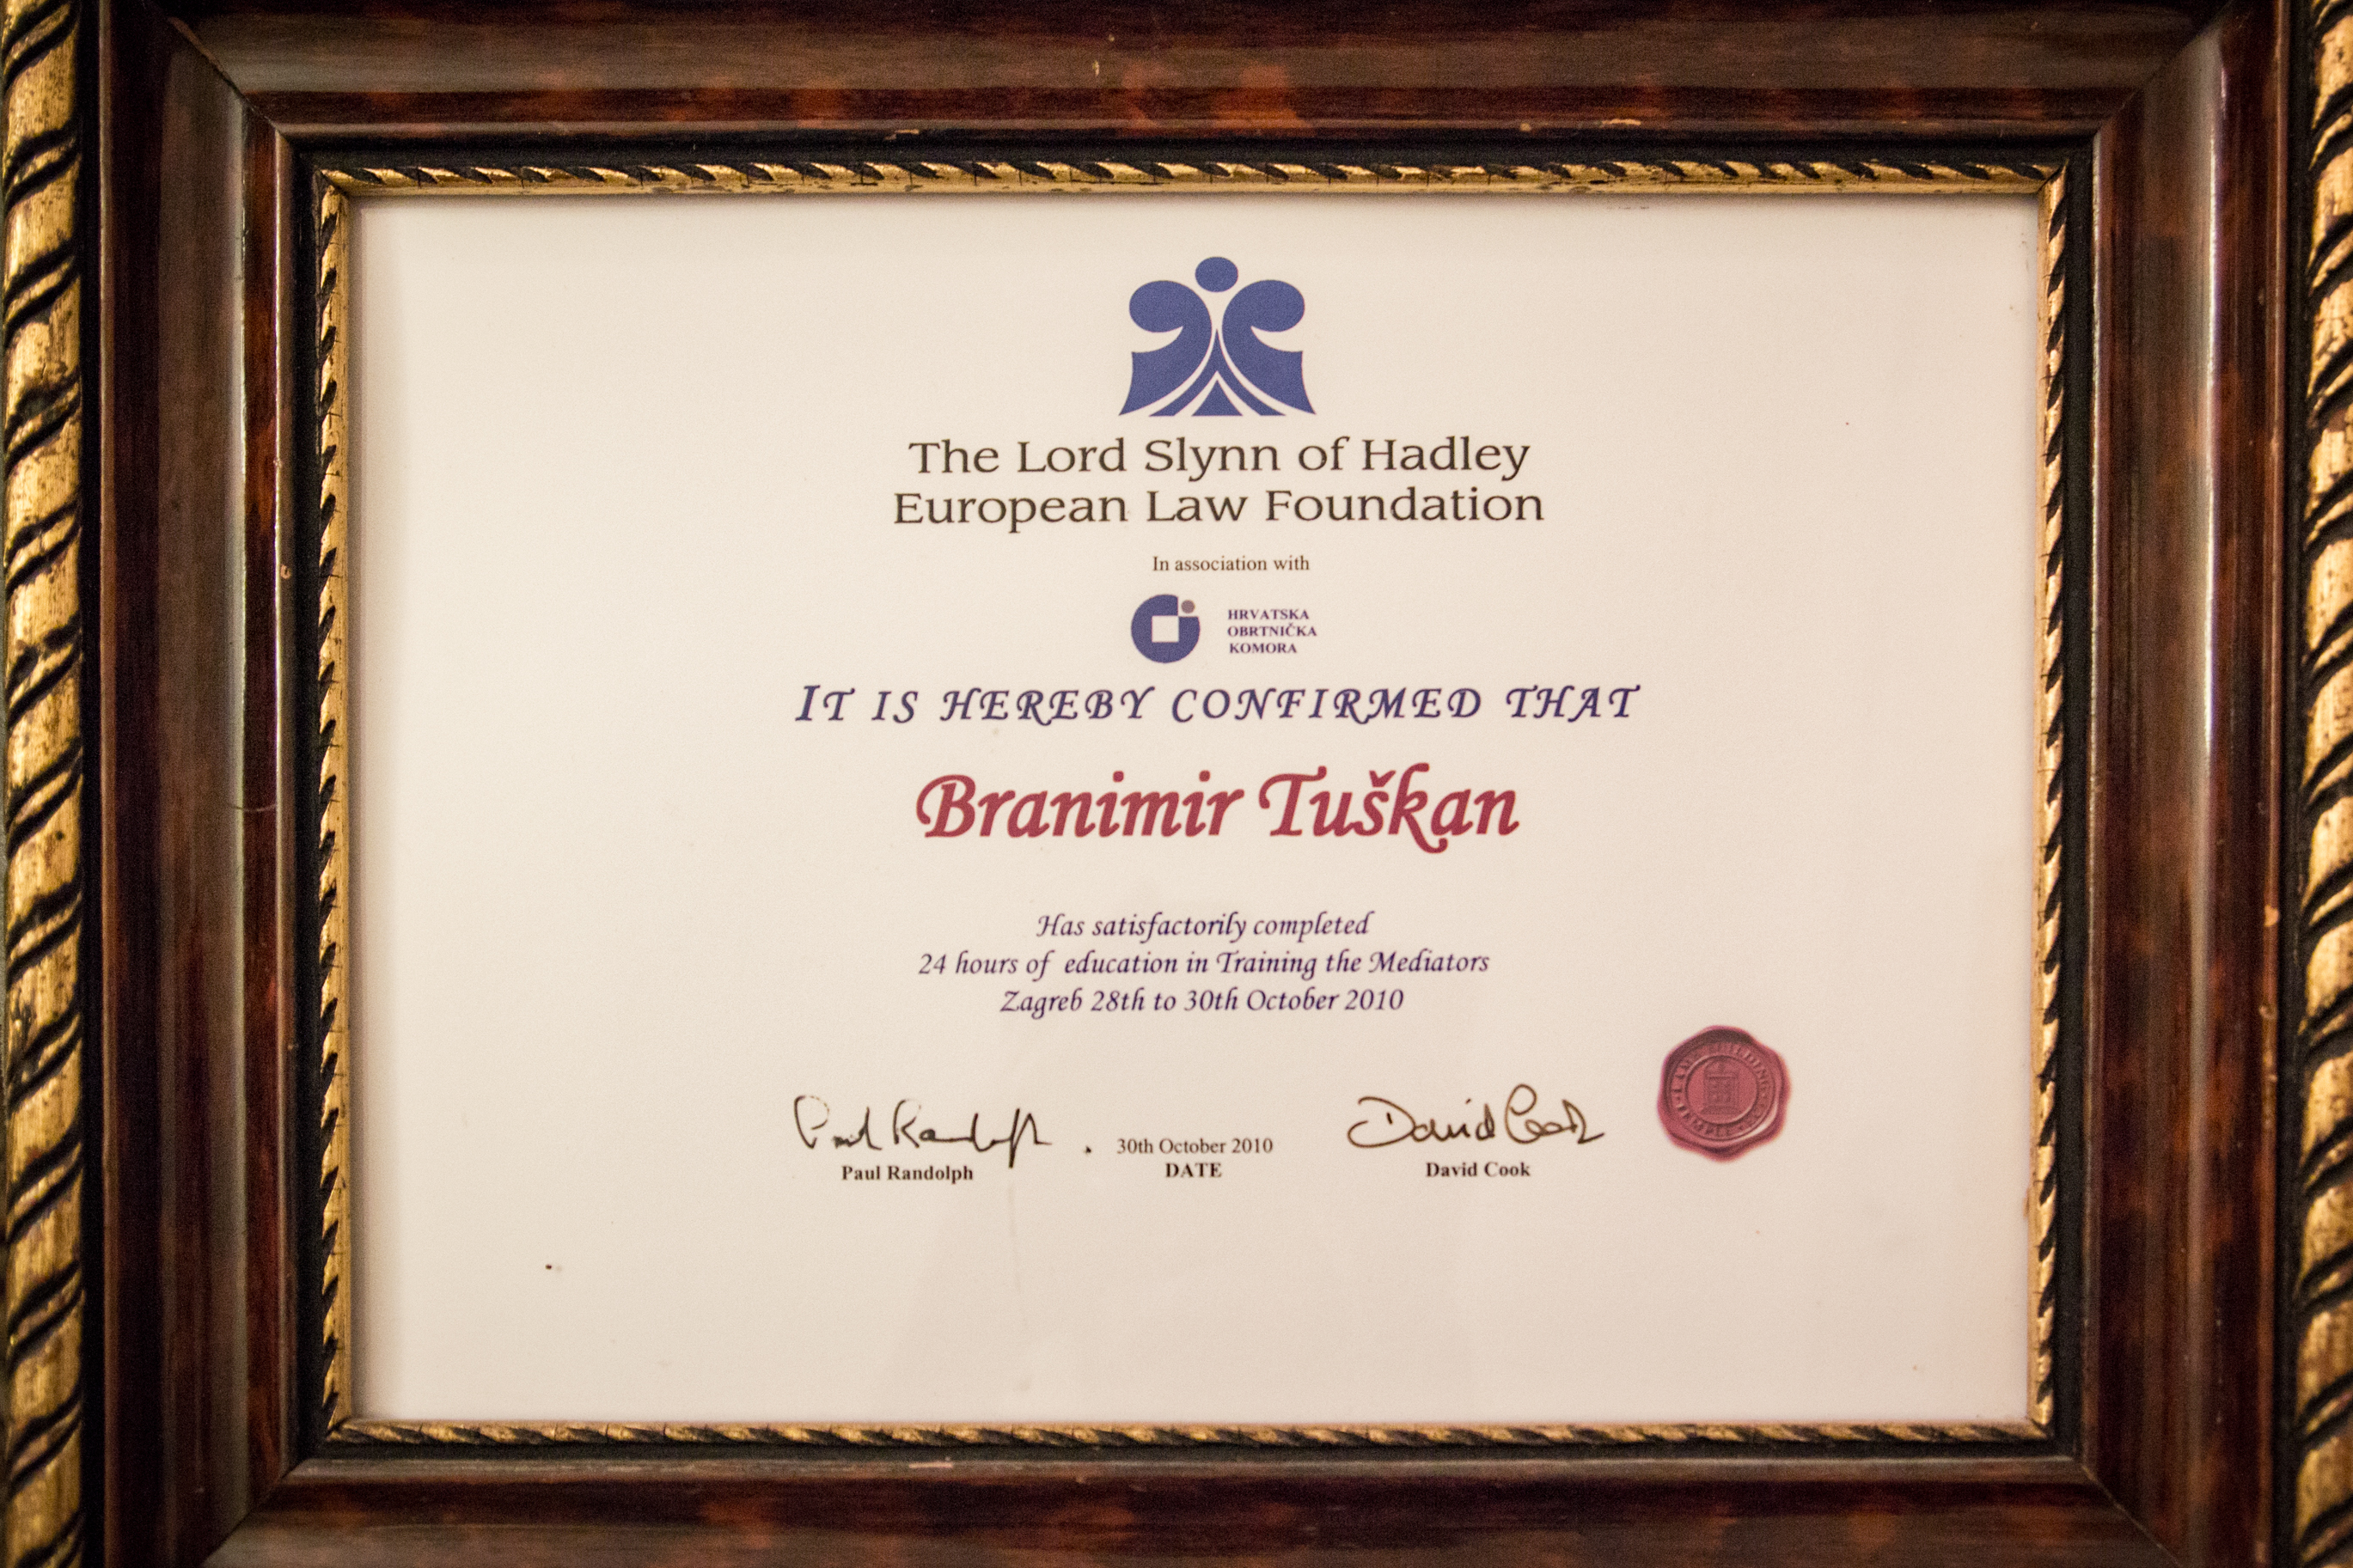 The Lord Slynn of Hadley
European Law Foundation
In association with
HRVATSKA
OBRTNIČKA
KOMORA
IT IS HEREBY CONFIRMED THAT
Branimir Tuškan
Has satisfactorily completed
24 hours of education in Training the Mediators
Zagreb 28th to 30th October 2010
Paul Randolph . 30th October 2010 David Cook
Paul Randolph DATE David Cook